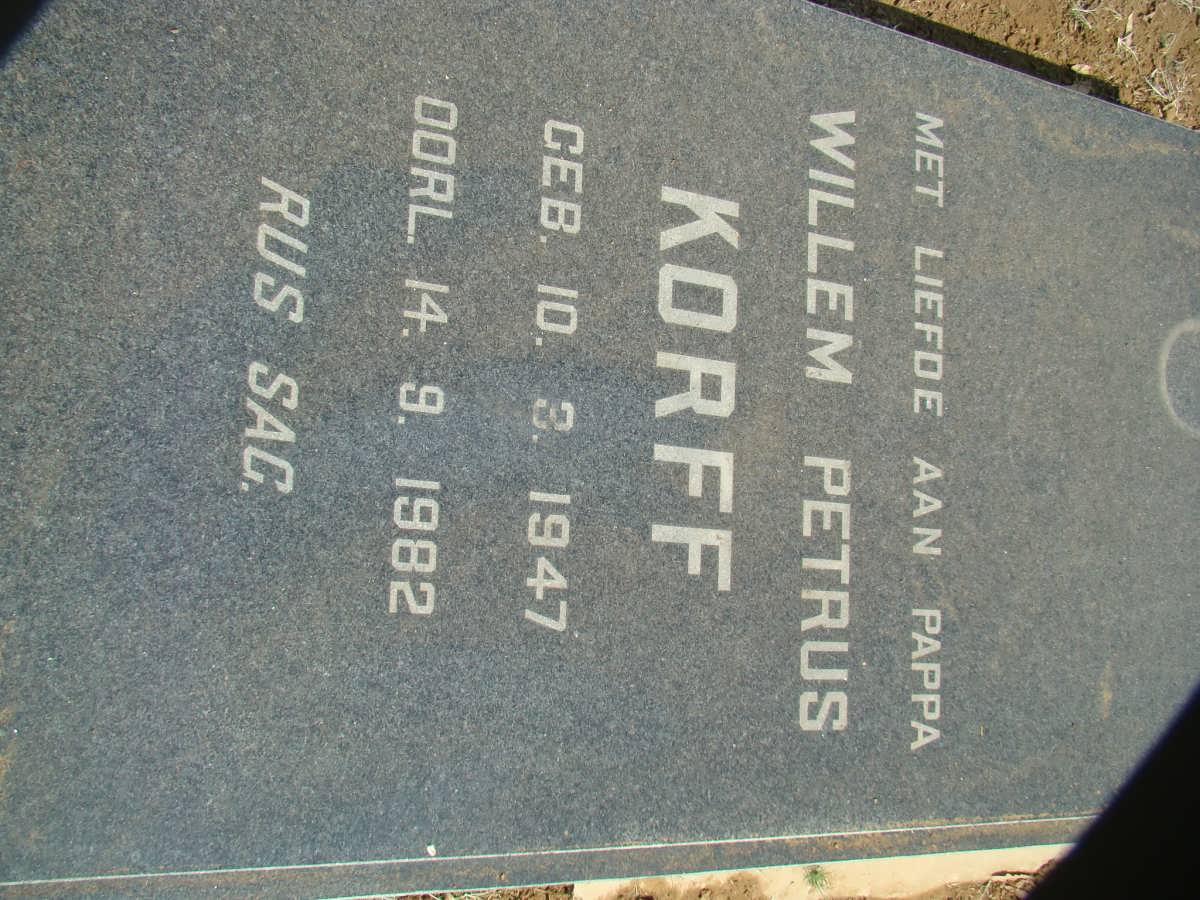 MET LIEFDE AAN PAPPA
WILLEM PETRUS
KORFF
GEB. 10. 3. 1947
OORL. 14. 9. 1982
RUS SAG.